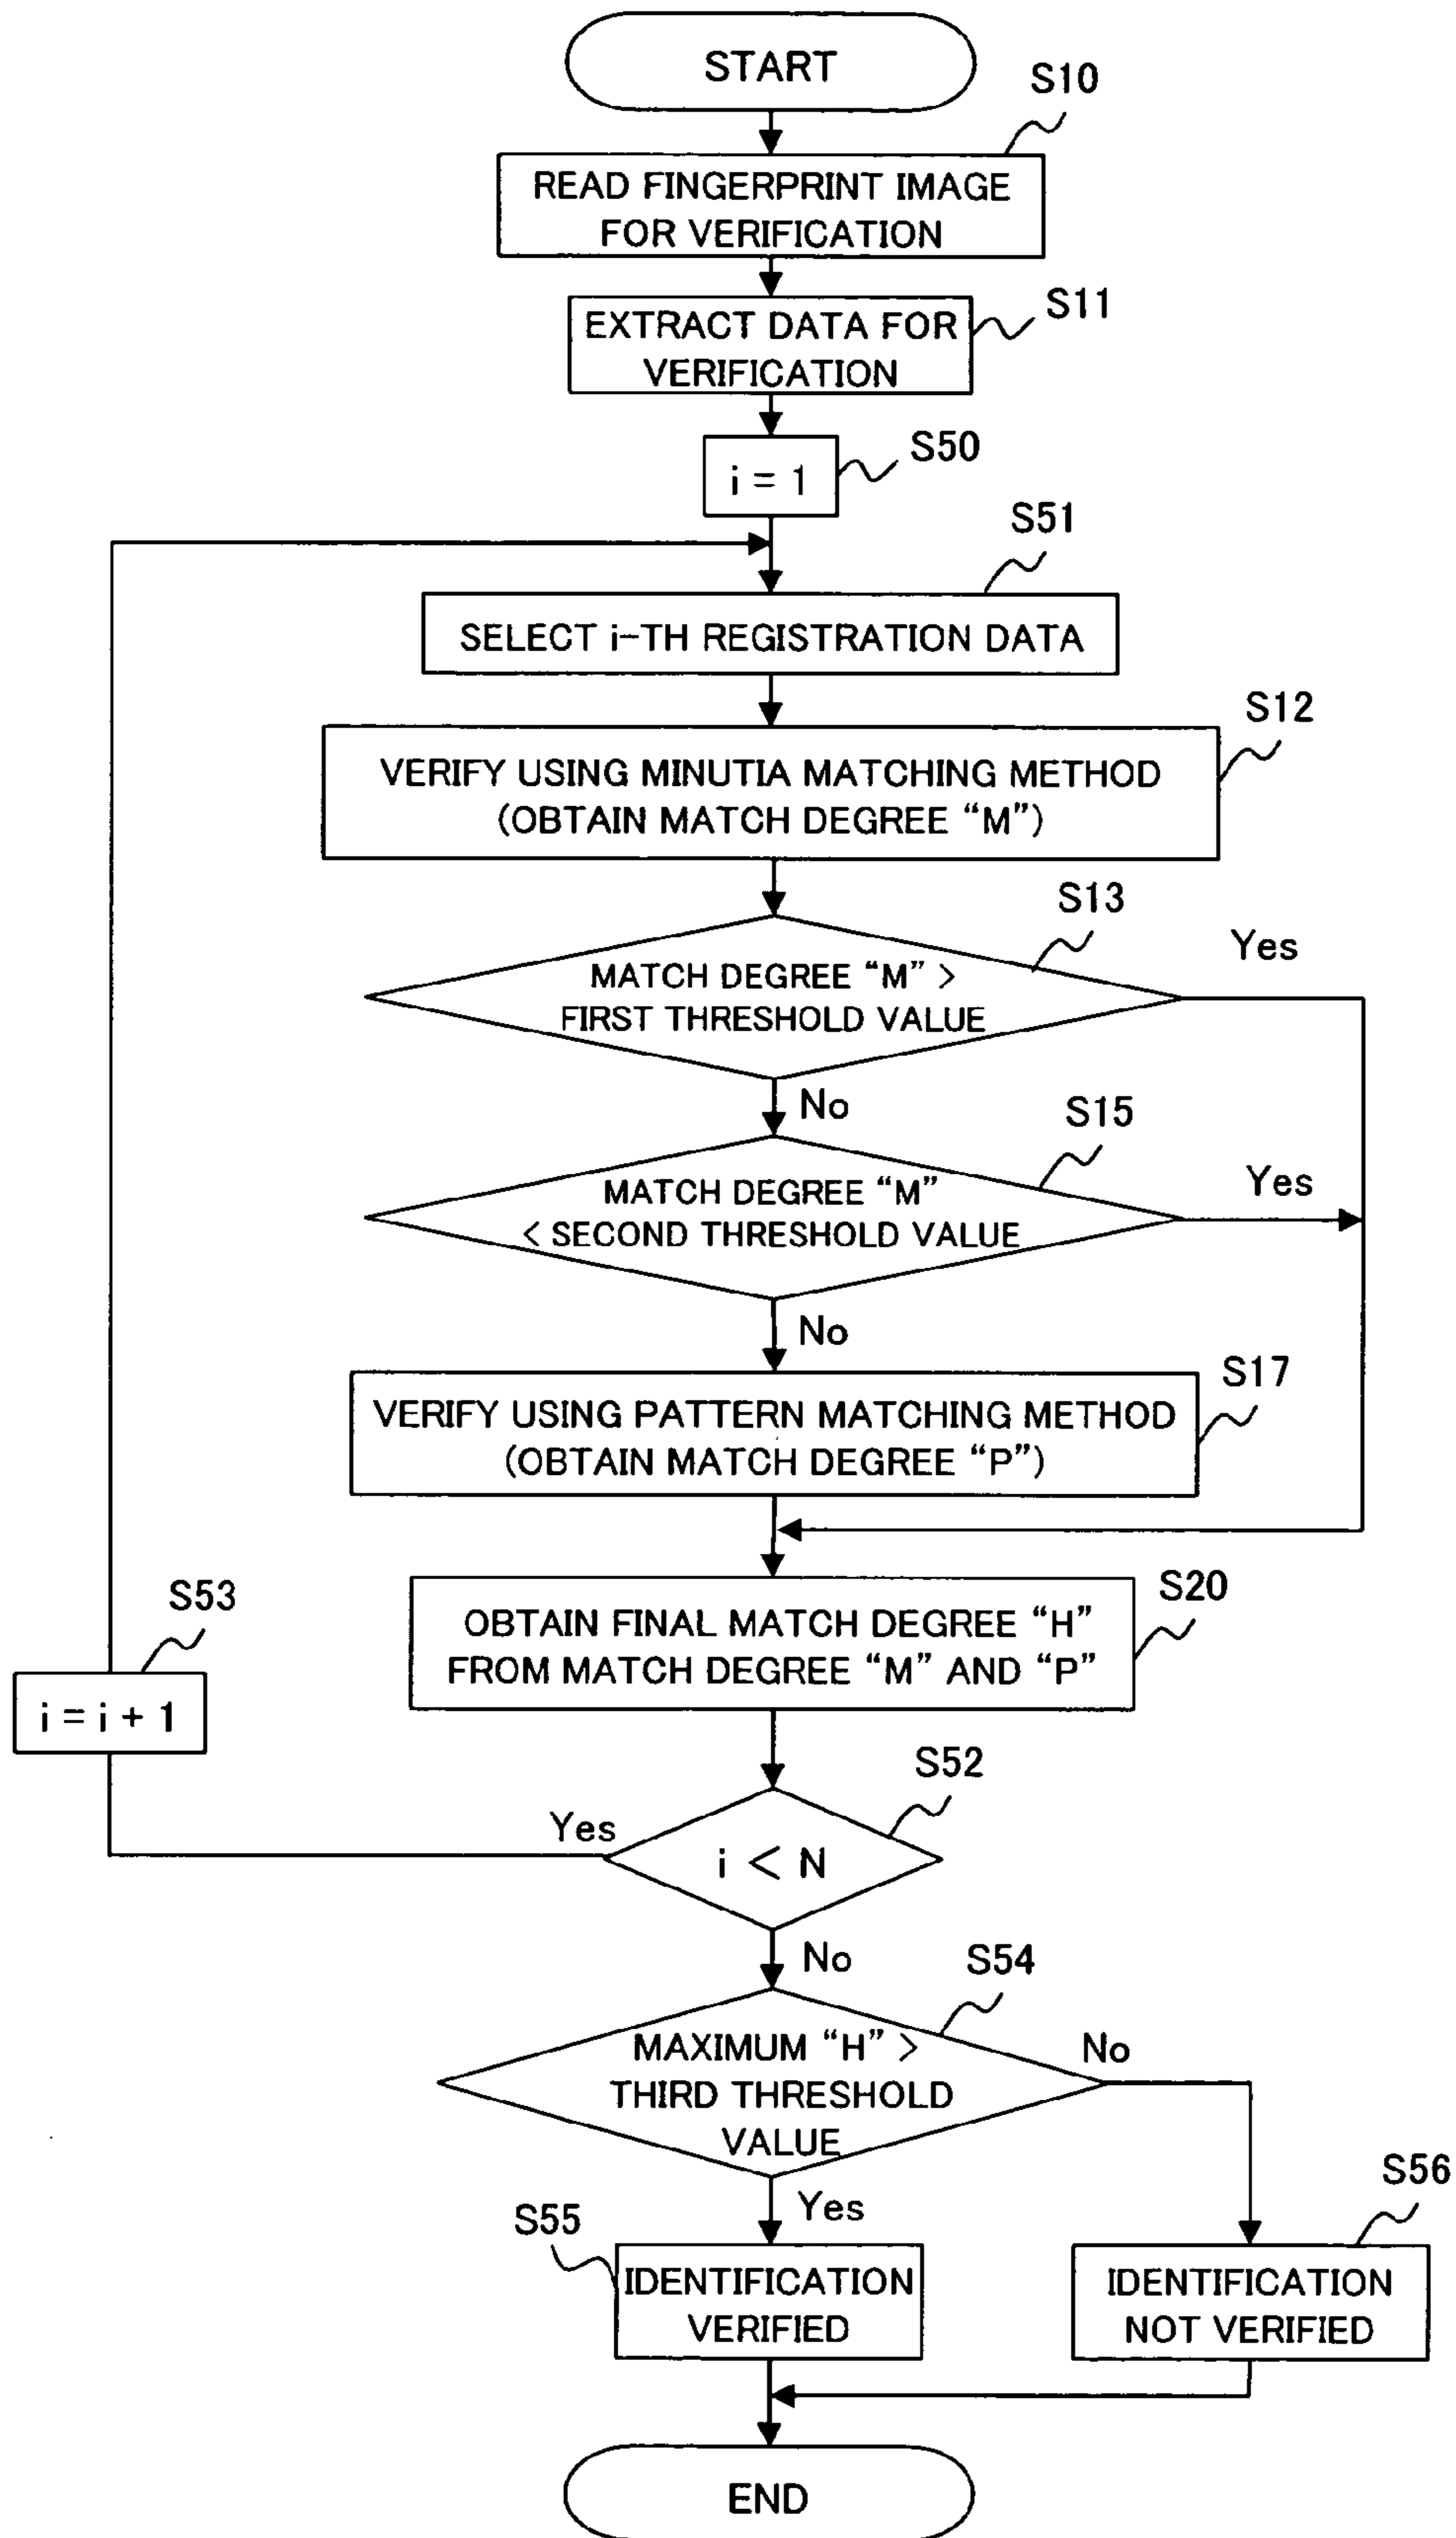 START
S10
READ FINGERPRINT IMAGE
FOR VERIFICATION
S11
EXTRACT DATA FOR
VERIFICATION
S50
i = 1
S51
SELECT i-TH REGISTRATION DATA
S12
VERIFY USING MINUTIA MATCHING METHOD
(OBTAIN MATCH DEGREE “M”)
S13
MATCH DEGREE “M” >
FIRST THRESHOLD VALUE
Yes
No
S15
MATCH DEGREE “M”
< SECOND THRESHOLD VALUE
Yes
No
S17
VERIFY USING PATTERN MATCHING METHOD
(OBTAIN MATCH DEGREE “P”)
S20
OBTAIN FINAL MATCH DEGREE “H”
FROM MATCH DEGREE “M” AND “P”
S53
i = i + 1
S52
Yes
i < N
No
S54
MAXIMUM “H” >
THIRD THRESHOLD
VALUE
No
Yes
S55
IDENTIFICATION
VERIFIED
S56
IDENTIFICATION
NOT VERIFIED
END